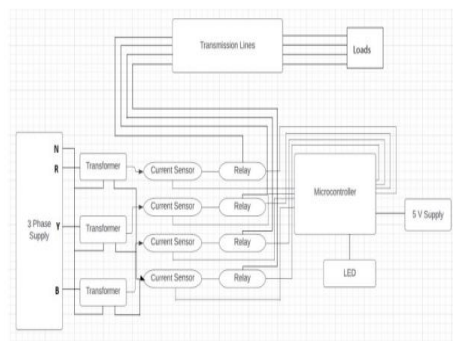 Transmission Lines
Loads
N
R
Transformer
Current Sensor
Relay
Microcontroller
Current Sensor
Relay
3 Phase
Supply
Y
Transformer
5 V Supply
Current Sensor
Relay
LED
B
Transformer
Current Sensor
Relay